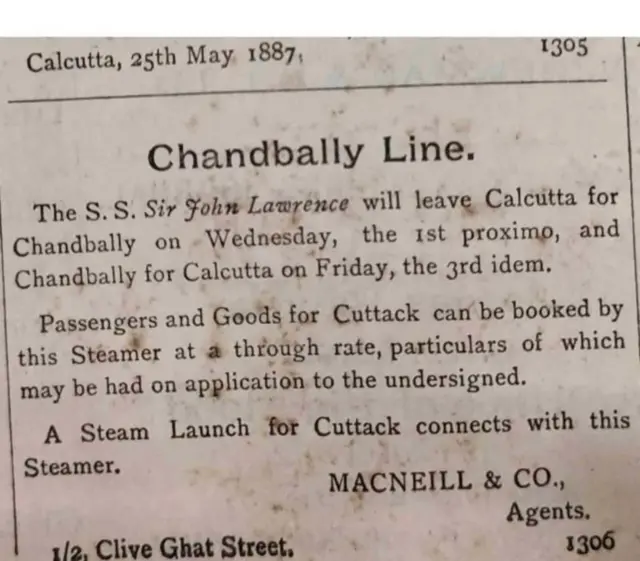 Calcutta, 25th May 1887. 1305
Chandbally Line.
The S. S. Sir John Lawrence will leave Calcutta for
Chandbally on Wednesday, the 1st proximo, and
Chandbally for Calcutta on Friday, the 3rd idem.
Passengers and Goods for Cuttack can be booked by
this Steamer at a through rate, particulars of which
may be had on application to the undersigned.
A Steam Launch for Cuttack connects with this
Steamer.
MACNEILL & CO.,
Agents.
1/2, Clive Ghat Street. 1306